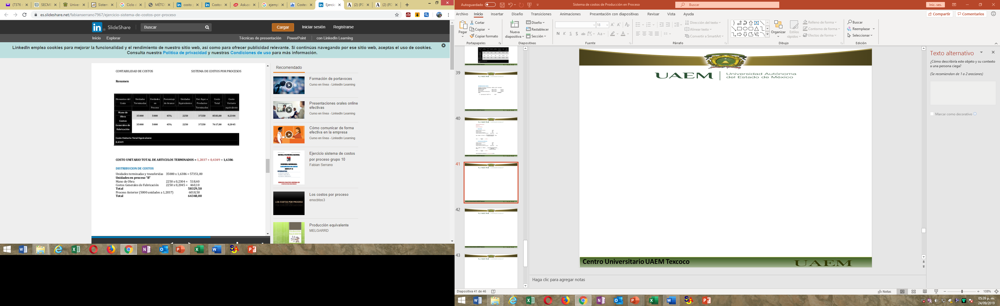 (7376
SECME
Univer
Sistem
Ciclo d
MÉTO
costo p
Costos
Ask.co
ejempl
Costeo
Ejercic
(2) (PD
(2) (PD
es.slideshare.net/fabianserrano7967/ejercicio-sistema-de-costos-por-proceso
SlideShare
Buscar
Cargar
Iniciar sesión
Registrarse
Inicio
Explorar
Técnicas de presentación
PowerPoint
con LinkedIn Learning
LinkedIn emplea cookies para mejorar la funcionalidad y el rendimiento de nuestro sitio web, así como para ofrecer publicidad relevante. Si continúas navegando por ese sitio web, aceptas el uso de cookies.
Consulta nuestra Política de privacidad y nuestras Condiciones de uso para más información.
CONTABILIDAD DE COSTOS SISTEMA DE COSTOS POR PROCESOS
Resumen
Elementos del Costo
Unidades Terminadas
Unidades en Proceso
Porcentaje de Avance
Unidades Equivalentes
Uni. Equi. a Productos Terminados
Costo Total
Costo Unitario equivalente
Mano de Obra 35000 5000 45% 2250 37250 8583,00 0,2304
Costos Generales de Fabricación 35000 5000 45% 2250 37250 7617,00 0,2045
Costo Unitario Total Equivalente
0,4349
COSTO UNITARIO TOTAL DE ARTICULOS TERMINADOS = 1,2037 + 0,4349 = 1,6386
DISTRIBUCION DE COSTOS
Unidades terminadas y transferidas 35000 x 1,6386 = 57351,00
Unidades en proceso "B"
Mano de Obra 2250 x 0,2304 = 518,40
Costos Generales de Fabricación 2250 x 0,2045 = 460,10
Total 58329,50
Proceso Anterior (5000 unidades a 1,2037) 6018,50
Total 64348,00
Recomendado
Formación de portavoces
Curso en línea - LinkedIn Learning
Presentaciones orales online
efectivas
Curso en línea - LinkedIn Learning
Cómo comunicar de forma
efectiva en la empresa
Curso en línea - LinkedIn Learning
Ejercicio sistema de costos
por proceso grupo 10
Fabian Serrano
LOS COSTOS POR PROCESO
Los costos por proceso
enocbtos3
Producción equivalente
MELGARRD
Autoguardado
Sistema de costos de Producción en Proceso
Buscar
Inic. ses.
Archivo
Inicio
Insertar
Diseño
Transiciones
Animaciones
Presentación con diapositivas
Revisar
Vista
Ayuda
Compartir
Comentarios
Pegar
Cortar
Copiar
Copiar formato
Portapapeles
Nueva
diapositiva
Diseño
Restablecer
Sección
Diapositivas
18
Fuente
Párrafo
Dirección del texto
Alinear texto
Convertir a SmartArt
Organizar
Estilos
rápidos
Relleno de forma
Contorno de forma
Efectos de forma
Dibujo
Buscar
Reemplazar
Seleccionar
Edición
39
40
41
42
43
UAEM
Universidad Autónoma
del Estado de México
Centro Universitario UAEM Texcoco
UAEM
Haga clic para agregar notas
Texto alternativo
¿Cómo describiría este objeto y su contexto
a una persona ciega?
(Se recomiendan de 1 a 2 oraciones)
Marcar como decorativo
Diapositiva 41 de 46
Notas
108%
05:39 p. m.
24/09/2019